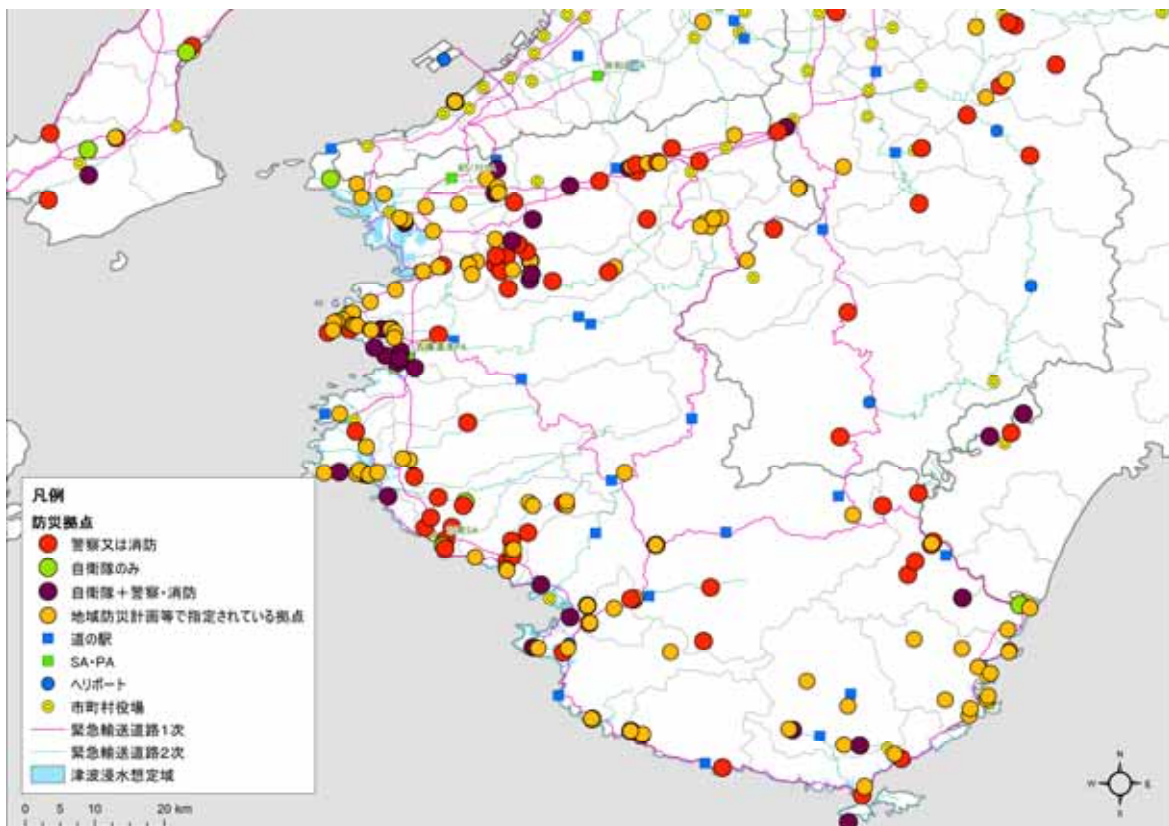 凡例
防災拠点
警察又は消防
自衛隊のみ
自衛隊+警察・消防
地域防災計画等で指定されている拠点
道の駅
SA・PA
ヘリポート
市町村役場
緊急輸送道路1次
緊急輸送道路2次
津波浸水想定域
0 5 10 20 km
N
W E
S